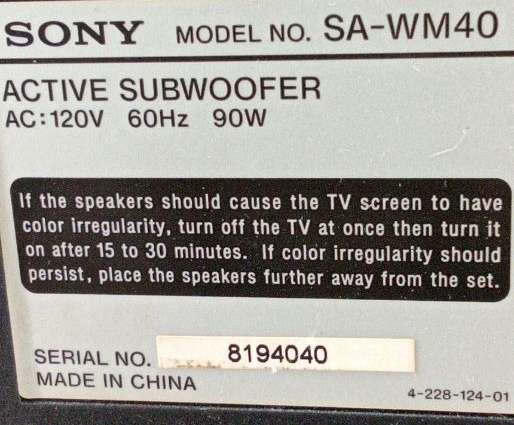 SONY MODEL NO. SA-WM40
ACTIVE SUBWOOFER
AC:120V 60Hz 90W
If the speakers should cause the TV screen to have
color irregularity, turn off the TV at once then turn it
on after 15 to 30 minutes. If color irregularity should
persist, place the speakers further away from the set.
SERIAL NO. 8194040
MADE IN CHINA
4-228-124-01